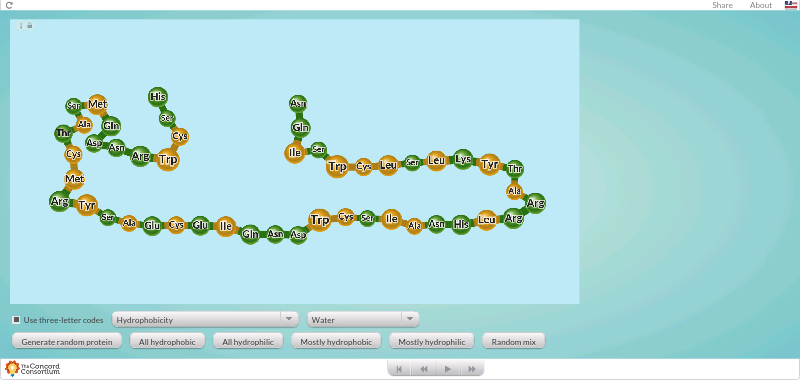 Share About
His
Ser
Cys
Trp
Arg
Asn
Asp
Gln
Met
Ser
Ala
Thr
Cys
Met
Arg
Tyr
Ser
Ala
Glu
Cys
Glu
Ile
Gln
Asn
Asp
Trp
Cys
Ser
Ile
Ala
Asn
His
Leu
Arg
Arg
Ala
Thr
Tyr
Lys
Leu
Ser
Leu
Cys
Trp
Ser
Ile
Gln
Asn
Use three-letter codes Hydrophobicity Water
Generate random protein All hydrophobic All hydrophilic Mostly hydrophobic Mostly hydrophilic Random mix
The Concord
Consortium